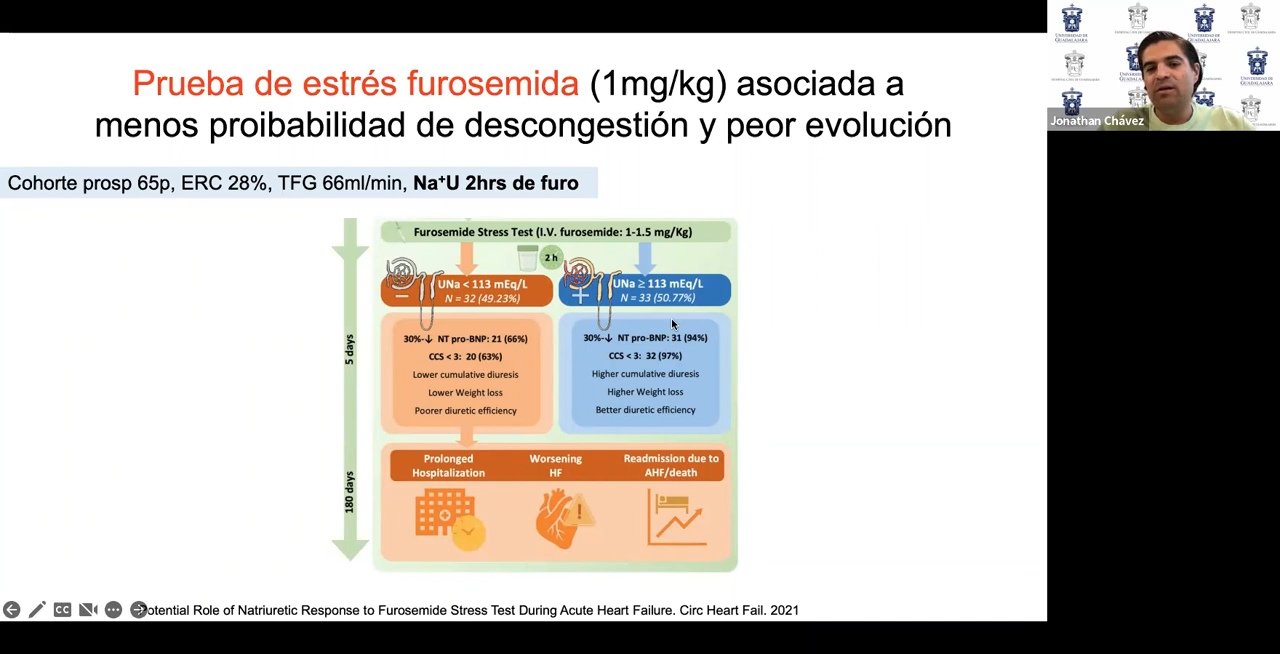 Prueba de estrés furosemida (1mg/kg) asociada a
menos proibabilidad de descongestión y peor evolución
Cohorte prosp 65p, ERC 28%, TFG 66ml/min, Na⁺U 2hrs de furo
Furosemide Stress Test (I.V. furosemide: 1-1.5 mg/Kg)
2 h
UNa < 113 mEq/L
N = 32 (49.23%)
UNa ≥ 113 mEq/L
N = 33 (50.77%)
5 days
30%-↓ NT pro-BNP: 21 (66%)
CCS < 3: 20 (63%)
Lower cumulative diuresis
Lower Weight loss
Poorer diuretic efficiency
30%-↓ NT pro-BNP: 31 (94%)
CCS < 3: 32 (97%)
Higher cumulative diuresis
Higher Weight loss
Better diuretic efficiency
180 days
Prolonged
Hospitalization
Worsening
HF
Readmission due to
AHF/death
otential Role of Natriuretic Response to Furosemide Stress Test During Acute Heart Failure. Circ Heart Fail. 2021
CC
Jonathan Chávez
UNIVERSIDAD DE
GUADALAJARA